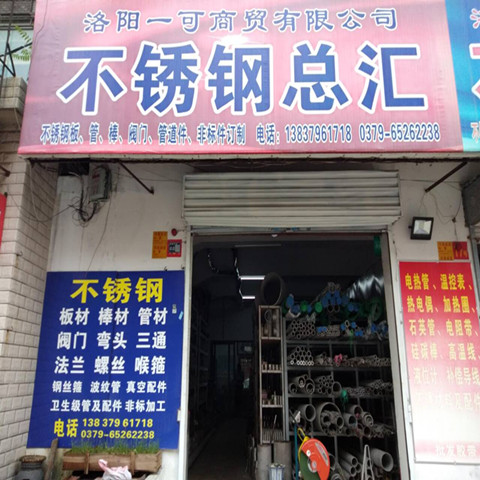 洛阳一可商贸有限公司
不锈钢总汇
不锈钢板、管、棒、阀门、管道件、非标件订制 电话:13837961718 0379-65262238
不锈钢
板材 棒材 管材
阀门 弯头 三通
法兰 螺丝 喉箍
钢丝箍 波纹管 真空配件
卫生级管及配件 非标加工
电话 13837961718
0379-65262238
电热管、温控表、
热电偶、加热圈、
石英管、电阻带、
硅碳棒、高温线、
补偿导线